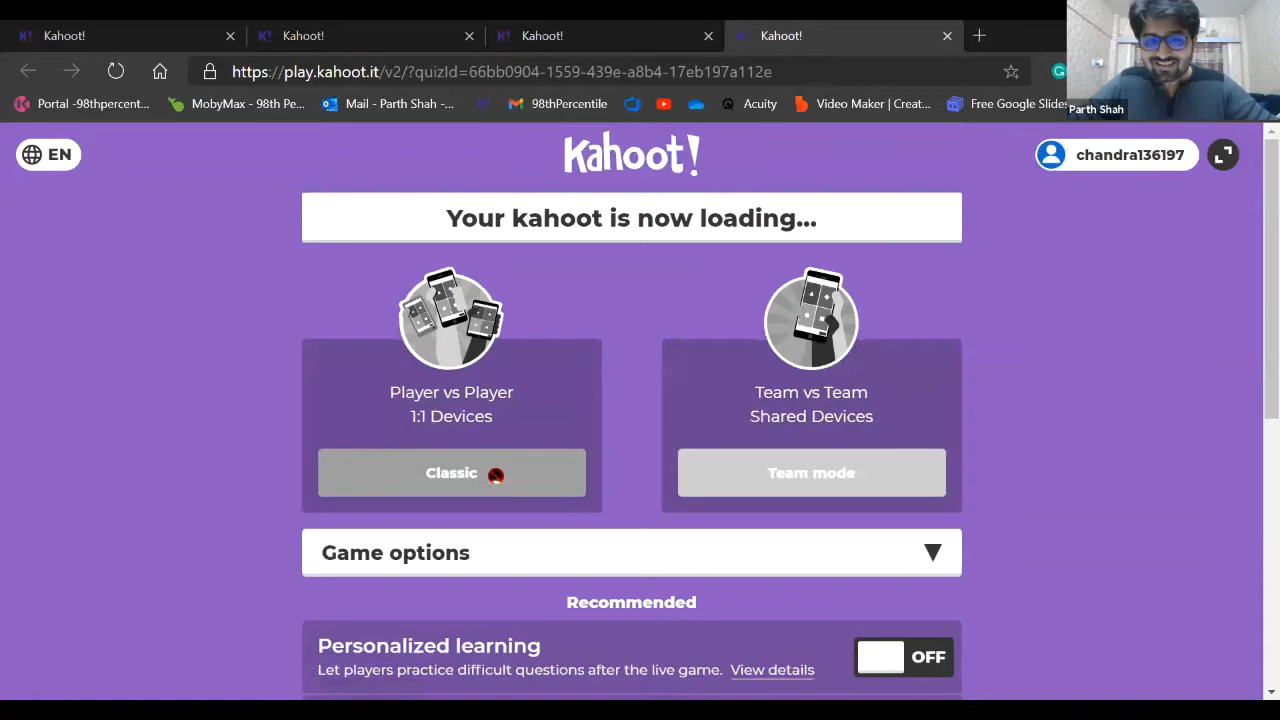 Kahoot! Kahoot! Kahoot! Kahoot!
https://play.kahoot.it/v2/?quizId=66bb0904-1559-439e-a8b4-17eb197a112e
Portal -98thpercent... MobyMax - 98th Pe... Mail - Parth Shah -... 98thPercentile Acuity Video Maker | Creat... Free Google Slides
Parth Shah
EN
Kahoot!
chandra136197
Your kahoot is now loading...
Player vs Player
1:1 Devices
Classic
Team vs Team
Shared Devices
Team mode
Game options
Recommended
Personalized learning
Let players practice difficult questions after the live game. View details
OFF